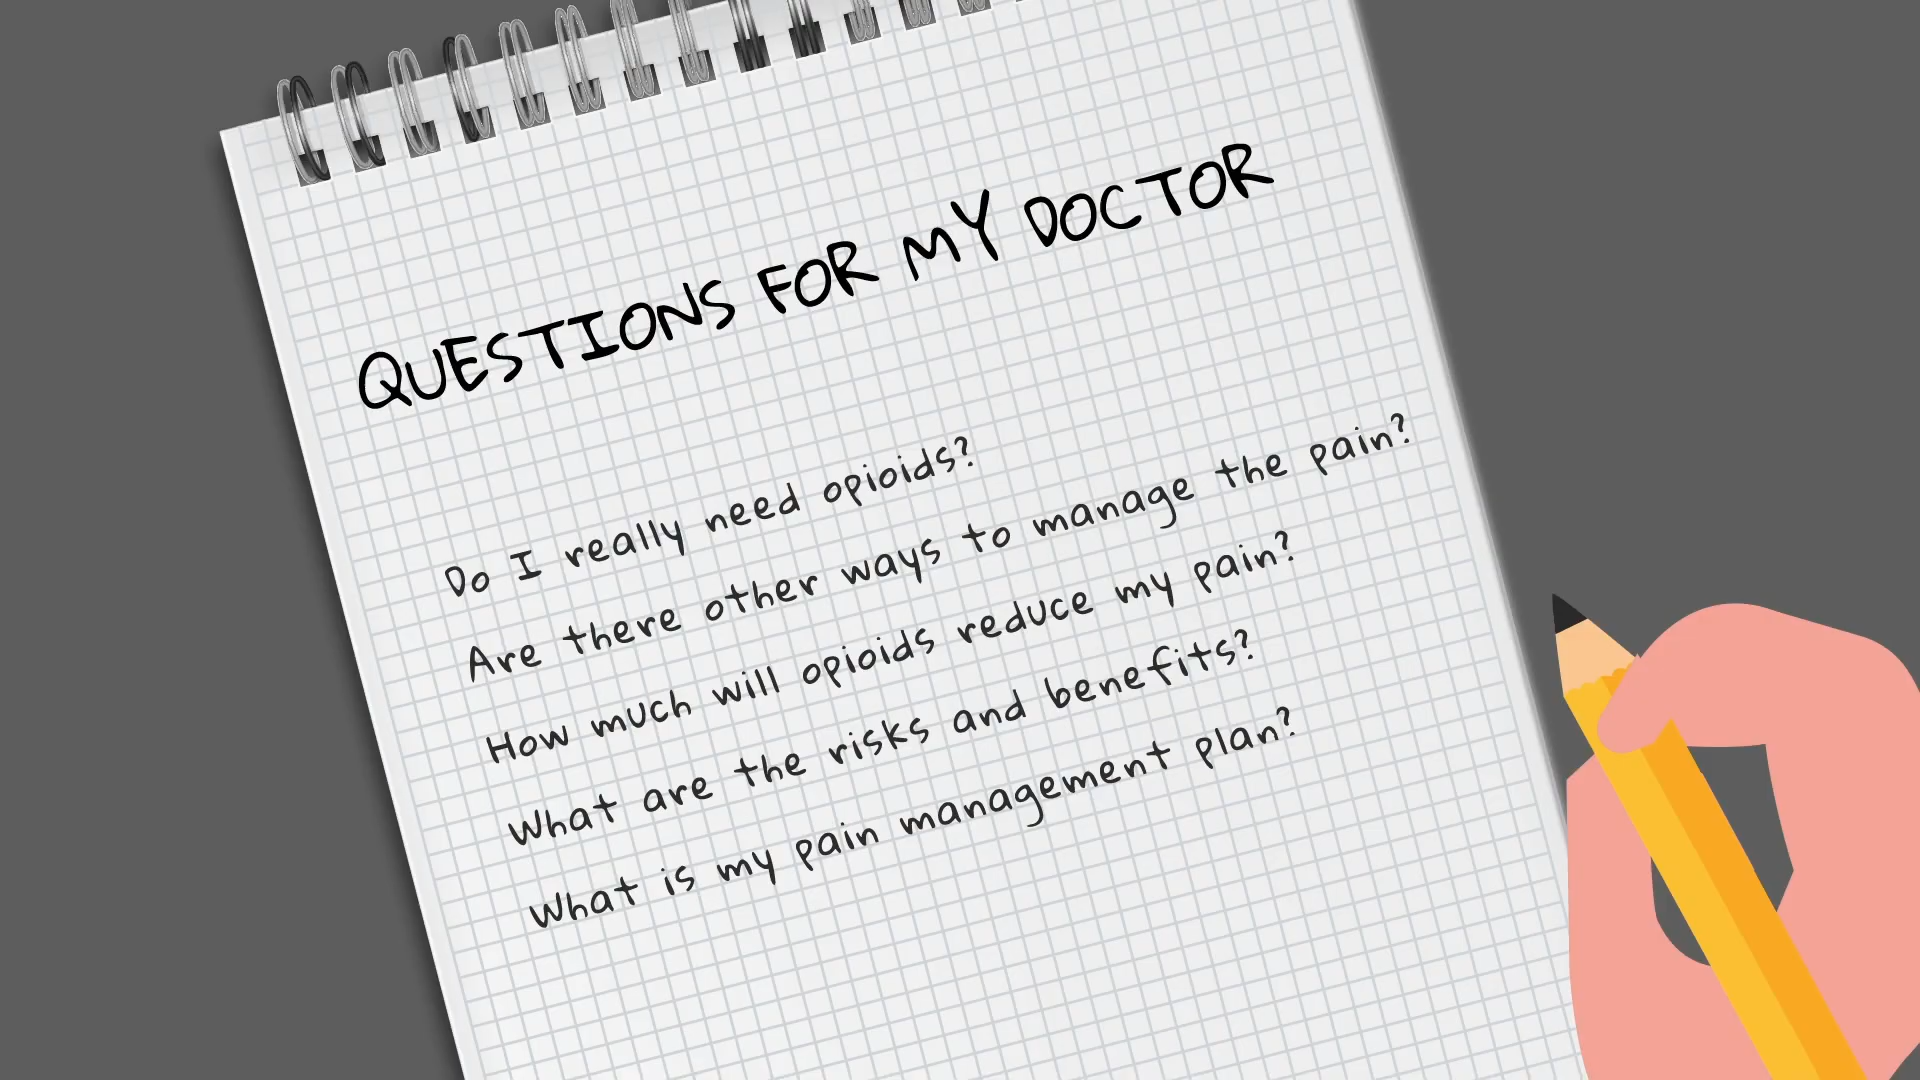 QUESTIONS FOR MY DOCTOR
Do I really need opioids?
Are there other ways to manage the pain?
How much will opioids reduce my pain?
What are the risks and benefits?
What is my pain management plan?